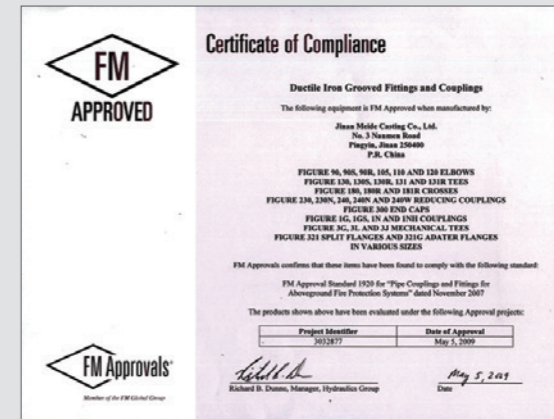 FM
APPROVED
Certificate of Compliance
Ductile Iron Grooved Fittings and Couplings
The following equipment is FM Approved when manufactured by:
Jinan Meide Casting Co., Ltd.
No. 3 Nanmen Road
Pingyin, Jinan 250400
P.R. China
FIGURE 90, 90S, 90R, 105, 110 AND 120 ELBOWS
FIGURE 130, 130S, 130R, 131 AND 131R TEES
FIGURE 180, 180R AND 181R CROSSES
FIGURE 230, 230N, 240, 240N AND 240W REDUCING COUPLINGS
FIGURE 300 END CAPS
FIGURE 1G, 1GS, 1N AND 1NH COUPLINGS
FIGURE 3G, 3L AND 3J MECHANICAL TEES
FIGURE 321 SPLIT FLANGES AND 321G ADATER FLANGES
IN VARIOUS SIZES
FM Approvals confirms that these items have been found to comply with the following standard:
FM Approval Standard 1920 for "Pipe Couplings and Fittings for
Aboveground Fire Protection Systems" dated November 2007
The products shown above have been evaluated under the following Approval projects:
Project Identifier Date of Approval
3032877 May 5, 2009
May 5, 2009
Richard B. Dunne, Manager, Hydraulics Group Date
FM Approvals
Member of the FM Global Group